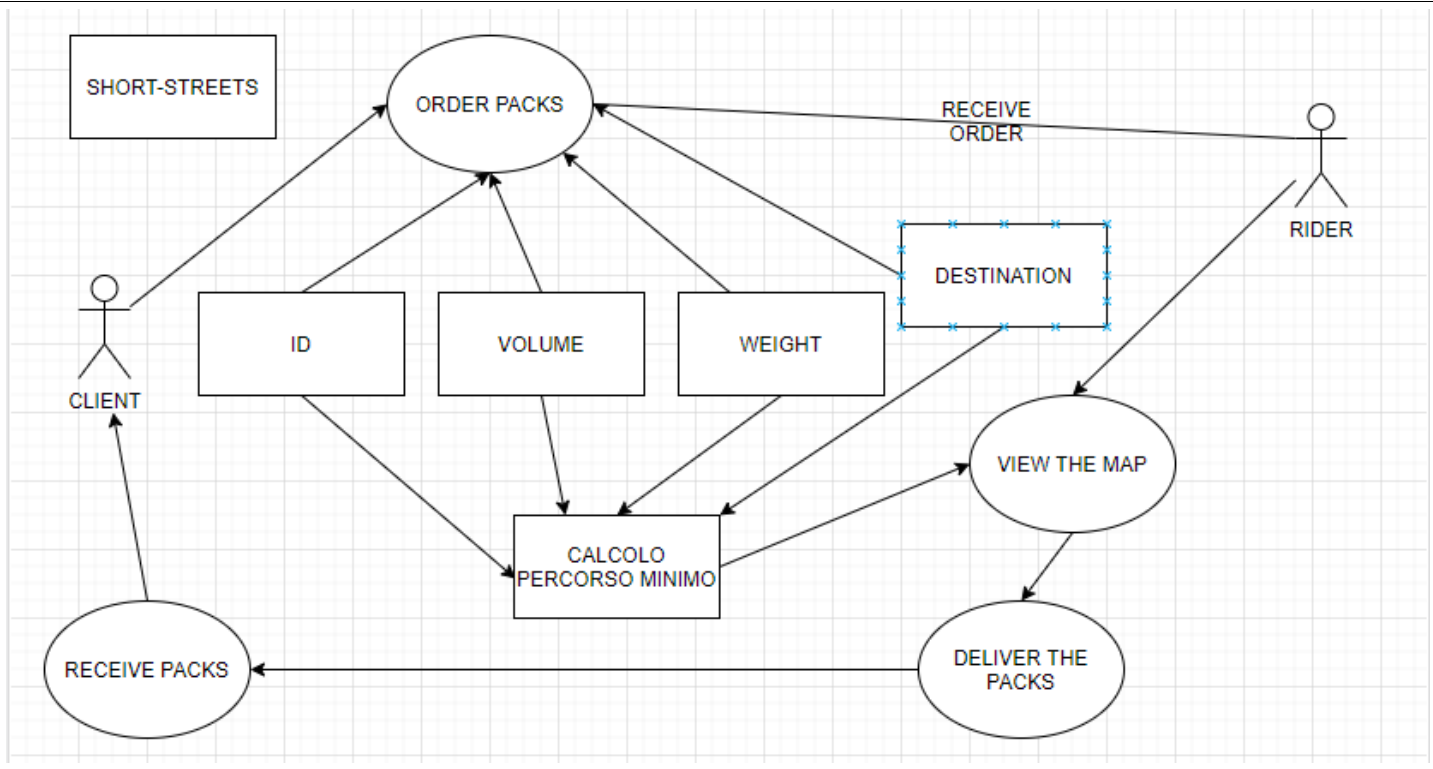 SHORT-STREETS
ORDER PACKS
RECEIVE
ORDER
RIDER
DESTINATION
ID
VOLUME
WEIGHT
CLIENT
VIEW THE MAP
CALCOLO
PERCORSO MINIMO
RECEIVE PACKS
DELIVER THE
PACKS